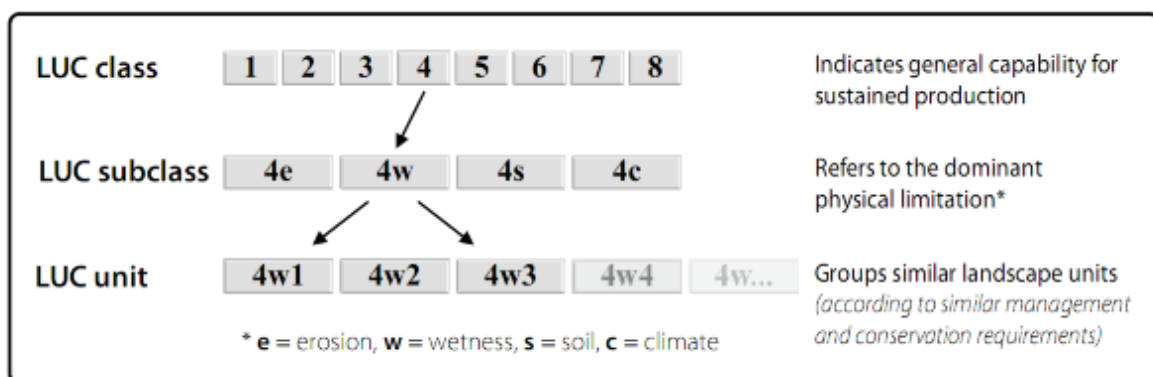 LUC class 1 2 3 4 5 6 7 8 Indicates general capability for
sustained production
LUC subclass 4e 4w 4s 4c Refers to the dominant
physical limitation*
LUC unit 4w1 4w2 4w3 4w4 4w... Groups similar landscape units
(according to similar management
and conservation requirements)
* e = erosion, w = wetness, s = soil, c = climate